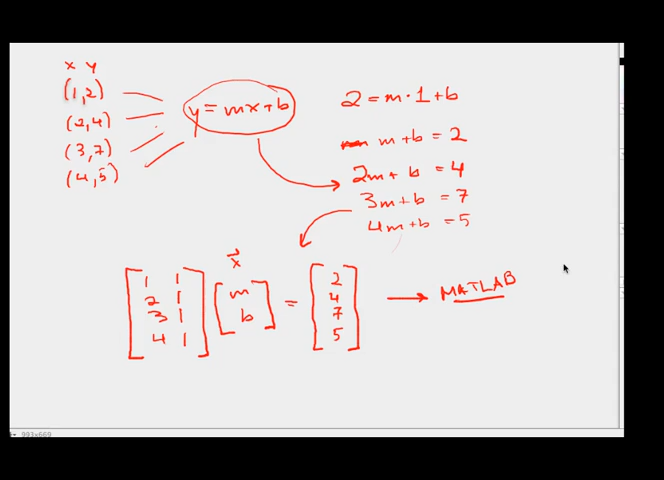 x y
(1,2)
(2,4)
(3,7)
(4,5)
y = mx+b
2 = m·1+b
m+b = 2
2m+ b = 4
3m+b = 7
4m+b = 5
x⃗
[1 1
2 1
3 1
4 1] [m
b] = [2
4
7
5] → MATLAB
993x669